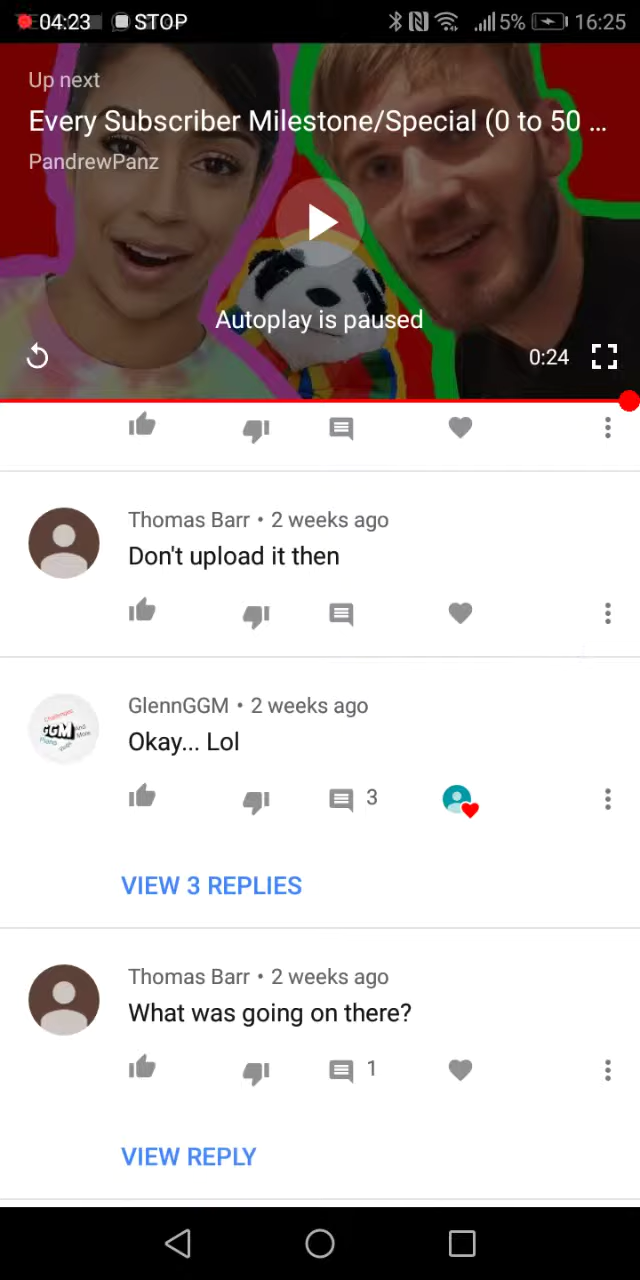 04:23 STOP 5% 16:25
Up next
Every Subscriber Milestone/Special (0 to 50 ...
PandrewPanz
Autoplay is paused
0:24
Thomas Barr • 2 weeks ago
Don't upload it then
GGM
GlennGGM • 2 weeks ago
Okay... Lol
3
VIEW 3 REPLIES
Thomas Barr • 2 weeks ago
What was going on there?
1
VIEW REPLY